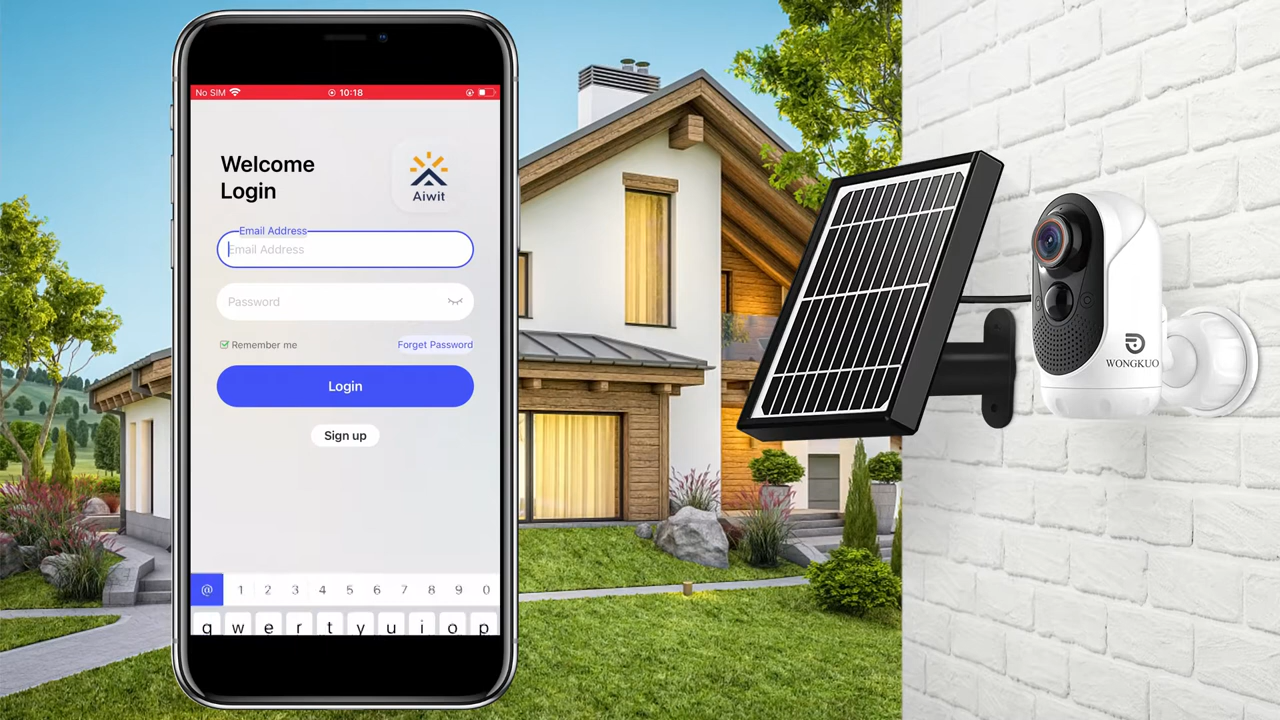 No SIM 10:18
Welcome
Login
Aiwit
Email Address
Email Address
Password
Remember me
Forget Password
Login
Sign up
@ 1 2 3 4 5 6 7 8 9 0
q w e r t y u i o p
WONGKUO